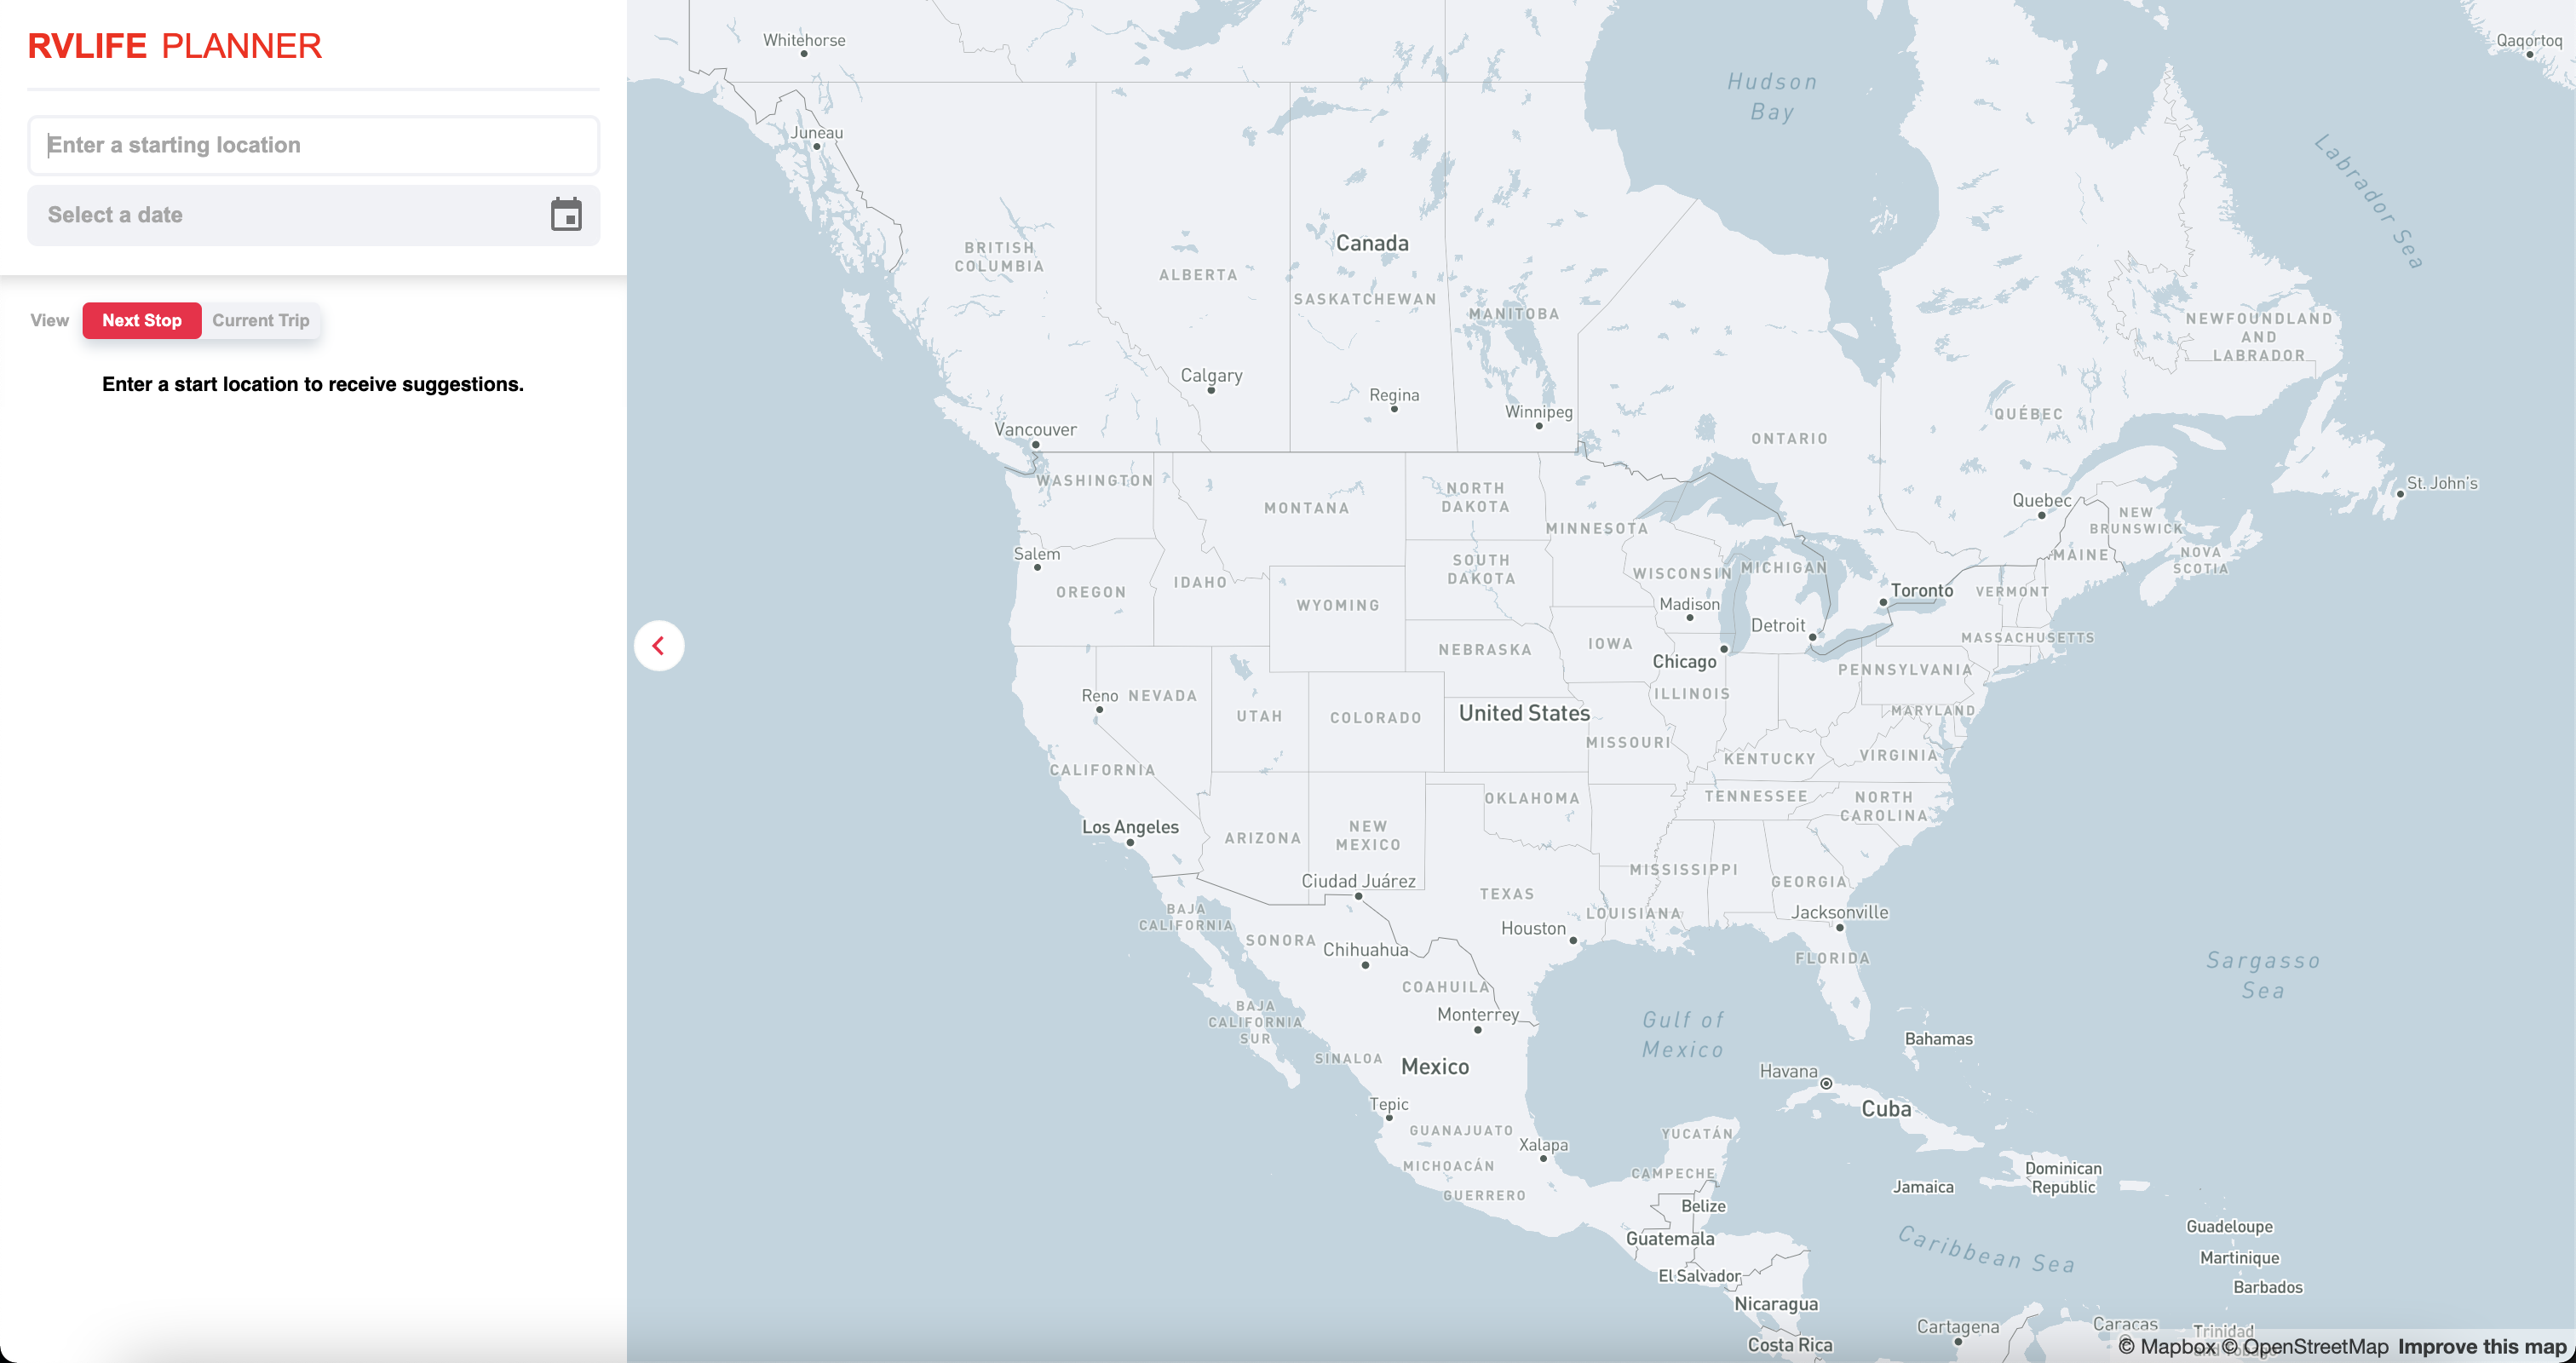 RVLIFE PLANNER
Enter a starting location
Select a date
View
Next Stop
Current Trip
Enter a start location to receive suggestions.
Whitehorse
Qaqortoq
Hudson
Bay
Juneau
Labrador Sea
Canada
BRITISH
COLUMBIA
ALBERTA
SASKATCHEWAN
MANITOBA
NEWFOUNDLAND
AND
LABRADOR
Calgary
Regina
Winnipeg
QUÉBEC
Vancouver
ONTARIO
WASHINGTON
St. John's
NORTH
DAKOTA
MONTANA
Quebec
NEW
BRUNSWICK
MINNESOTA
Salem
MAINE
NOVA
SCOTIA
SOUTH
DAKOTA
WISCONSIN
MICHIGAN
IDAHO
OREGON
Toronto
VERMONT
WYOMING
Madison
Detroit
MASSACHUSETTS
IOWA
NEBRASKA
Chicago
PENNSYLVANIA
Reno
NEVADA
ILLINOIS
UTAH
COLORADO
United States
MARYLAND
MISSOURI
KENTUCKY
VIRGINIA
CALIFORNIA
OKLAHOMA
TENNESSEE
NORTH
CAROLINA
Los Angeles
ARIZONA
NEW
MEXICO
MISSISSIPPI
Ciudad Juárez
GEORGIA
TEXAS
BAJA
CALIFORNIA
LOUISIANA
Jacksonville
Houston
SONORA
Chihuahua
FLORIDA
Sargasso
Sea
COAHUILA
BAJA
CALIFORNIA
SUR
Monterrey
Gulf of
Mexico
Bahamas
SINALOA
Mexico
Havana
Tepic
Cuba
GUANAJUATO
YUCATÁN
Xalapa
MICHOACÁN
CAMPECHE
Dominican
Republic
Jamaica
GUERRERO
Belize
Guadeloupe
Guatemala
Caribbean Sea
Martinique
El Salvador
Barbados
Nicaragua
Cartagena
Caracas
Trinidad
Costa Rica
© Mapbox © OpenStreetMap Improve this map